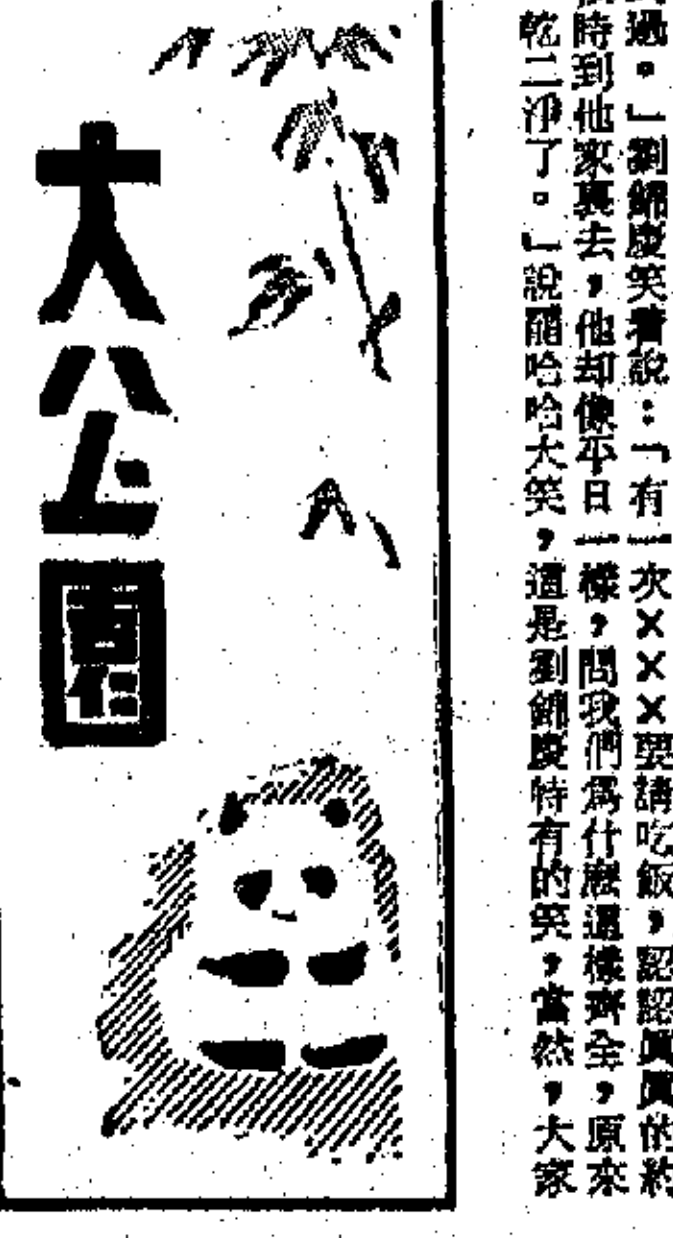 過。」劉錦慶笑着說：「有一次×××要請吃飯，認認真真的約
時到他家裏去，他却像平日一樣，問我們爲什麽這樣齊全，原來
乾二淨了。」說罷哈哈大笑，這是劉錦慶特有的笑，當然，大家
大公園